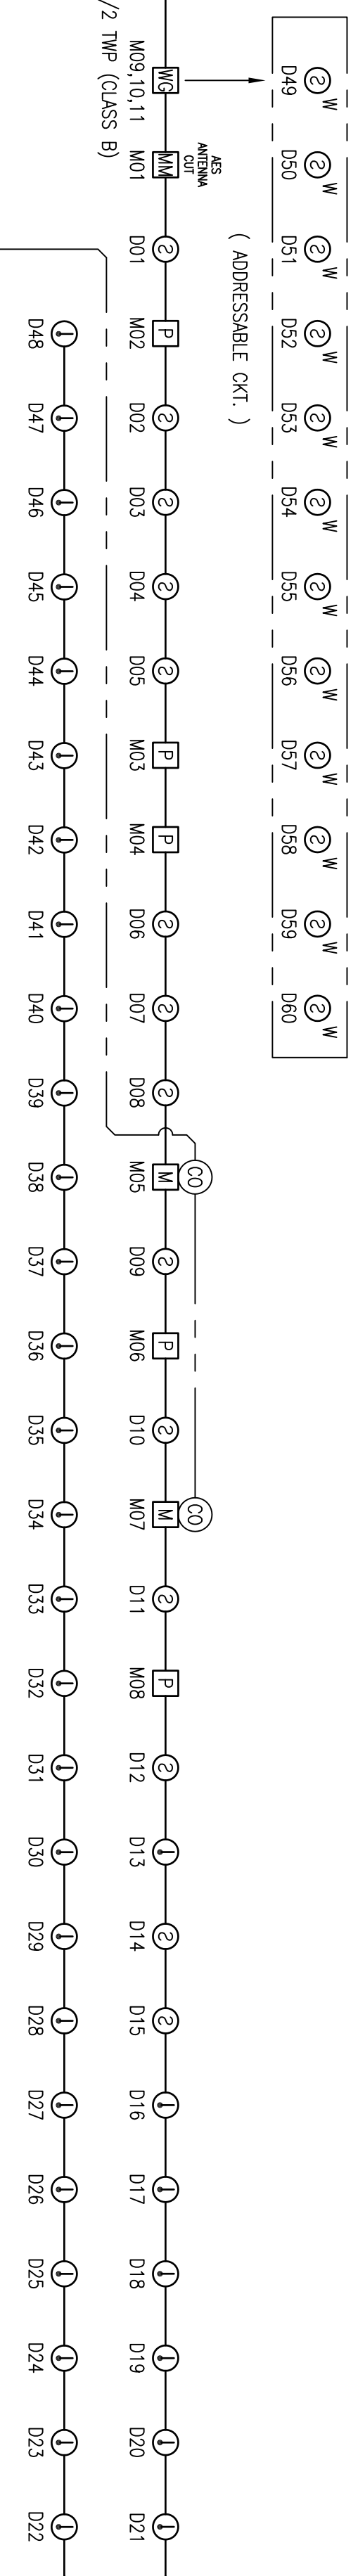 S W S W S W S W S W S W S W S W S W S W S W S W
D49 D50 D51 D52 D53 D54 D55 D56 D57 D58 D59 D60
( ADDRESSABLE CKT. )
AES
ANTENNA
CUT
CO CO
WG MM S P S S S S P P S S S M S P S M S P S S S
M09,10,11 M01 D01 M02 D02 D03 D04 D05 M03 M04 D06 D07 D08 M05 D09 M06 D10 M07 D11 M08 D12 D13 D14 D15 D16 D17 D18 D19 D20 D21
/2 TWP (CLASS B)
D48 D47 D46 D45 D44 D43 D42 D41 D40 D39 D38 D37 D36 D35 D34 D33 D32 D31 D30 D29 D28 D27 D26 D25 D24 D23 D22